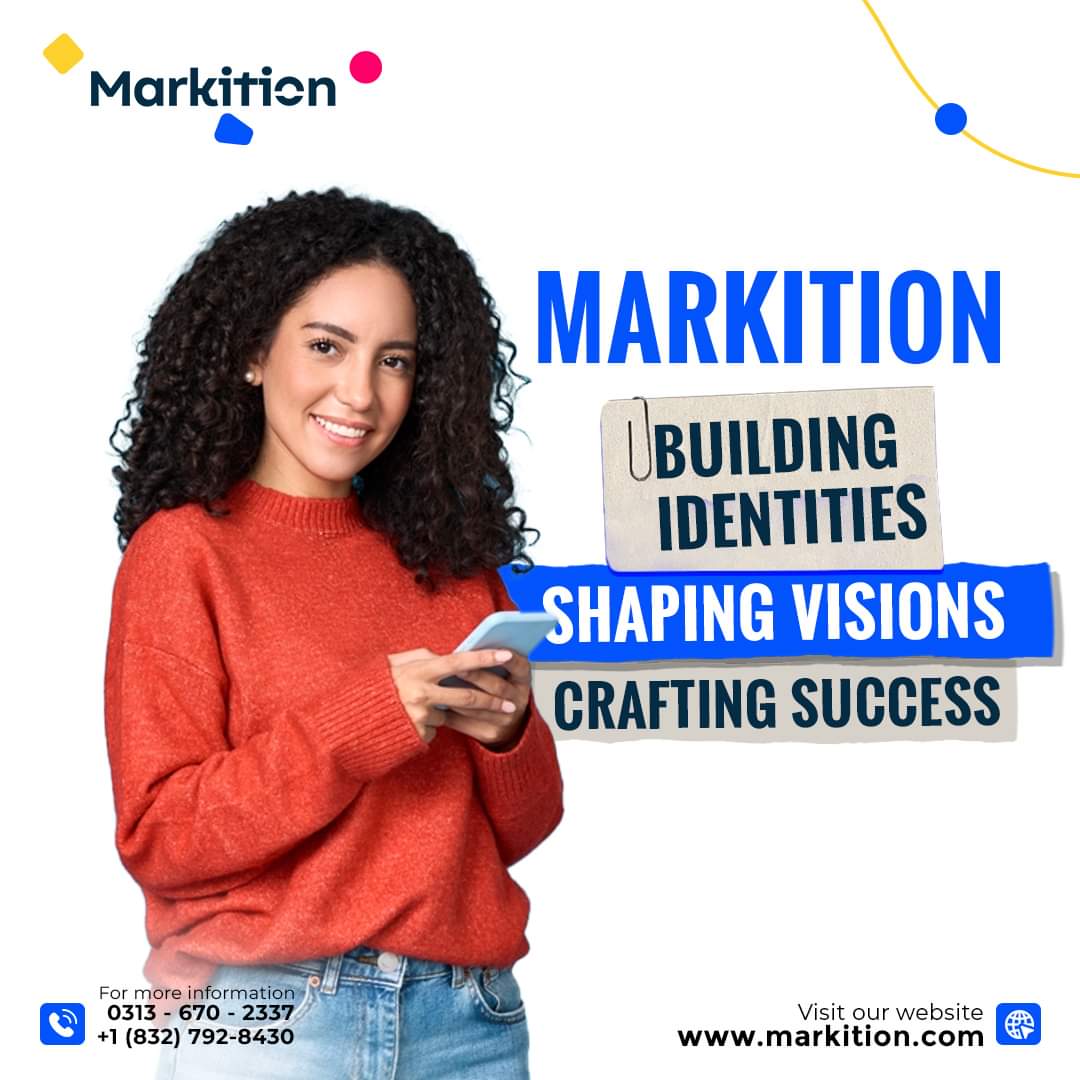 Markition
MARKITION
BUILDING
IDENTITIES
SHAPING VISIONS
CRAFTING SUCCESS
For more information
0313 - 670 - 2337
+1 (832) 792-8430
Visit our website
www.markition.com